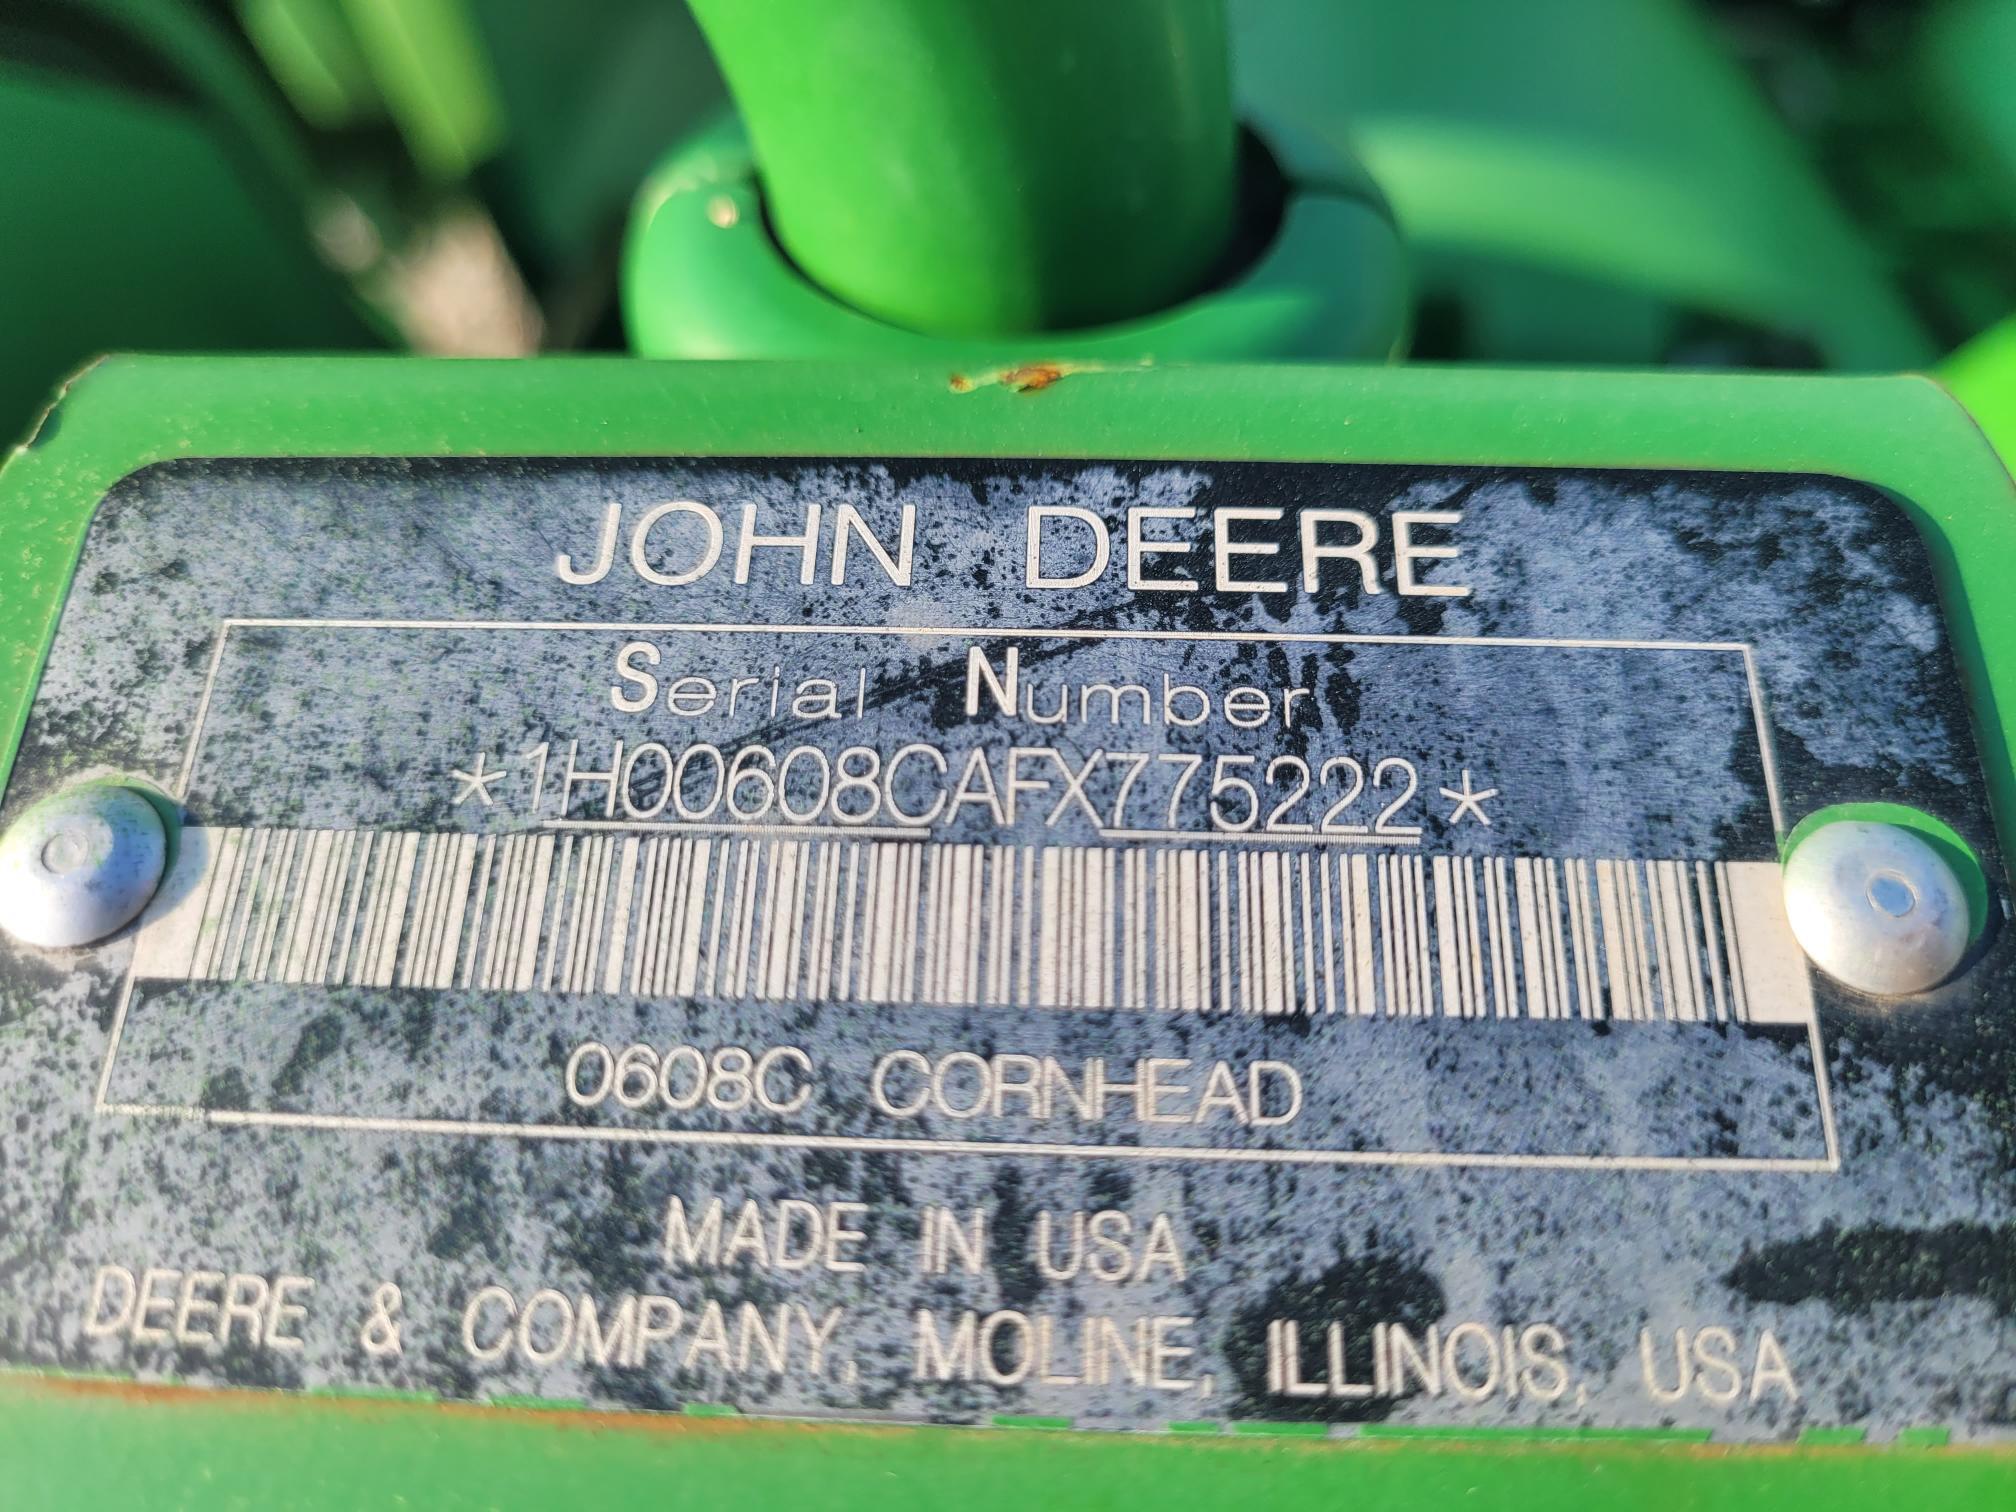 JOHN DEERE
Serial Number
*1H00608CAFX775222*
0608C CORNHEAD
MADE IN USA
DEERE & COMPANY, MOLINE, ILLINOIS, USA